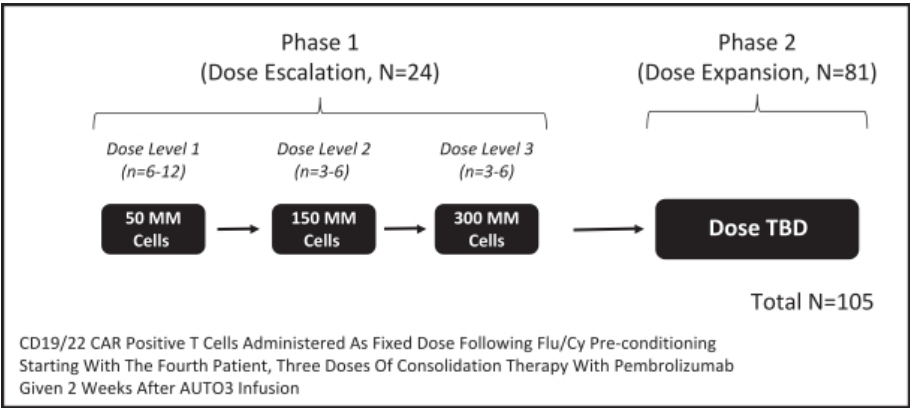 Phase 1
(Dose Escalation, N=24)
Phase 2
(Dose Expansion, N=81)
Dose Level 1
(n=6-12)
Dose Level 2
(n=3-6)
Dose Level 3
(n=3-6)
50 MM
Cells
150 MM
Cells
300 MM
Cells
Dose TBD
Total N=105
CD19/22 CAR Positive T Cells Administered As Fixed Dose Following Flu/Cy Pre-conditioning
Starting With The Fourth Patient, Three Doses Of Consolidation Therapy With Pembrolizumab
Given 2 Weeks After AUTO3 Infusion